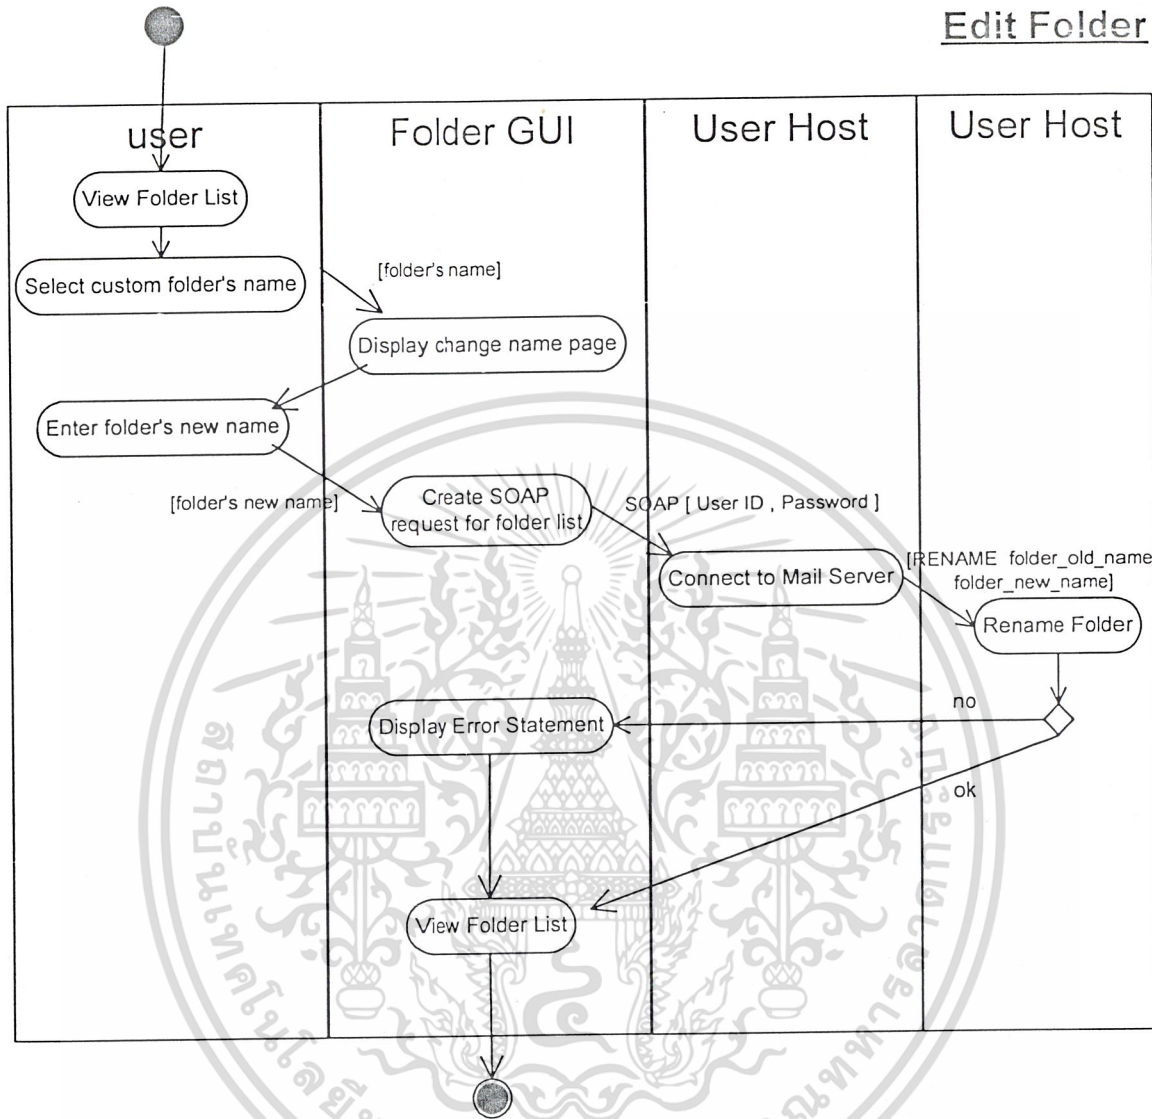 Edit Folder
user
Folder GUI
User Host
User Host
View Folder List
Select custom folder's name
[folder's name]
Display change name page
Enter folder's new name
[folder's new name]
Create SOAP
request for folder list
SOAP [ User ID , Password ]
Connect to Mail Server
[RENAME folder_old_name
folder_new_name]
Rename Folder
no
Display Error Statement
ok
View Folder List